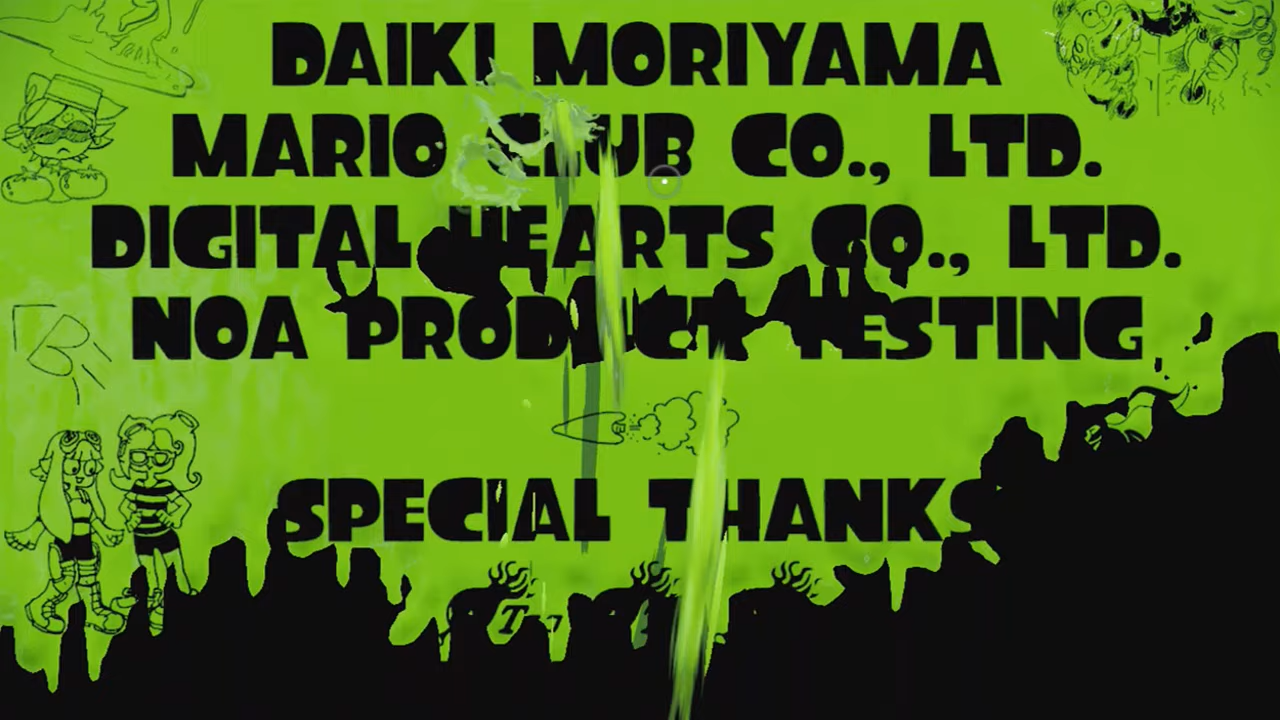 DAIKI MORIYAMA
MARIO CLUB CO., LTD.
DIGITAL HEARTS CO., LTD.
NOA PRODUCT TESTING
SPECIAL THANKS